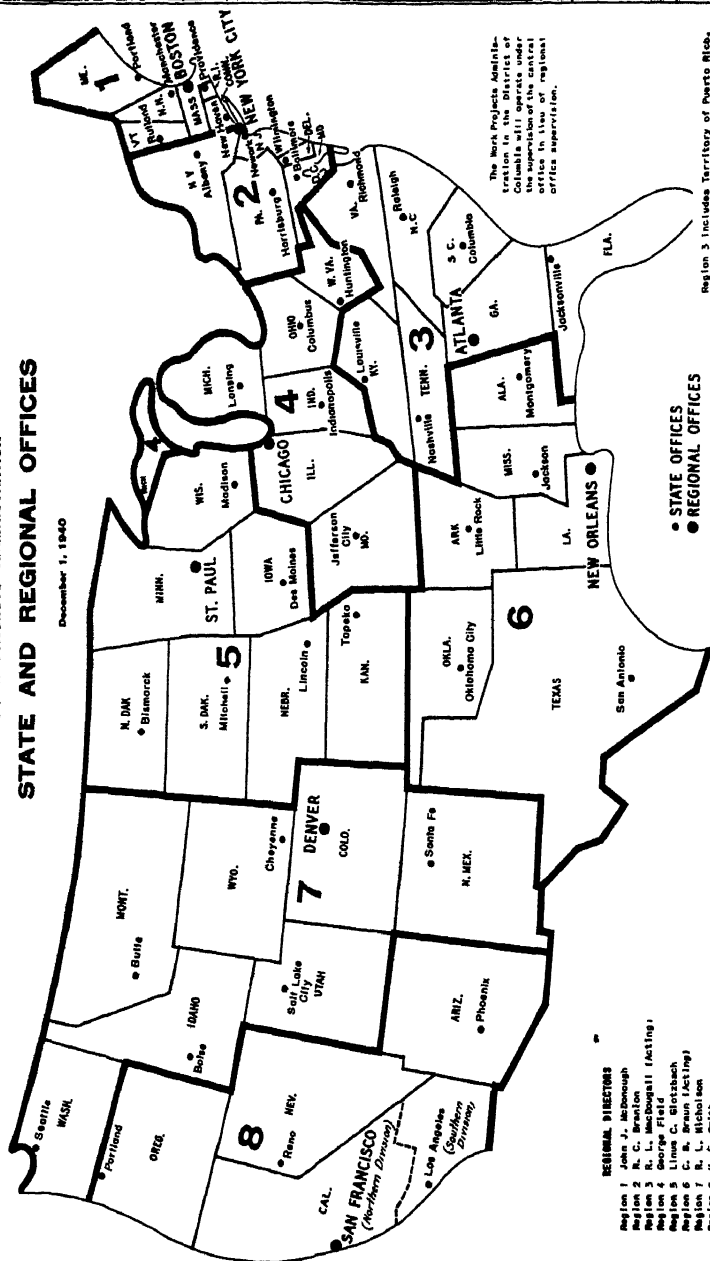 STATE AND REGIONAL OFFICES
December 1, 1940
Seattle
WASH.
Portland
OREG.
Boise
IDAHO
Butte
MONT.
WYO.
Cheyenne
8
Reno
NEV.
CAL.
SAN FRANCISCO
(Northern Division)
Los Angeles
(Southern
Division)
Salt Lake
City
UTAH
7
DENVER
COLO.
ARIZ.
Phoenix
Santa Fe
N. MEX.
N. DAK
Bismarck
S. DAK.
Mitchell
5
NEBR.
Lincoln
Topeka
KAN.
MINN.
ST. PAUL
IOWA
Des Moines
WIS.
Madison
4
MICH.
Lansing
CHICAGO
ILL.
4
IND.
Indianapolis
OHIO
Columbus
Jefferson
City
MO.
OKLA.
Oklahoma City
6
TEXAS
San Antonio
ARK
Little Rock
LA.
NEW ORLEANS
MISS.
Jackson
ALA.
Montgomery
Louisville
KY.
TENN.
Nashville
3
ATLANTA
GA.
Jacksonville
FLA.
S C.
Columbia
Raleigh
N.C
VA.
Richmond
W. VA.
Huntington
D.C.
MD
DEL.
Baltimore
Wilmington
2
PA.
Harrisburg
Newark
N J
N Y
Albany
NEW YORK CITY
New Haven
CONN.
R.I.
Providence
MASS
BOSTON
Manchester
N.H.
VT
Rutland
1
ME.
Portland
The Work Projects Adminis-
tration in the District of
Columbia will operate under
the supervision of the central
office in lieu of regional
office supervision.
Region 3 includes Territory of Puerto Rico.
STATE OFFICES
REGIONAL OFFICES
REGIONAL DIRECTORS
Region 1 John J. McDonough
Region 2 R. C. Branion
Region 3 R. L. MacDougall (Acting)
Region 4 George Field
Region 5 Linus C. Glotzbach
Region 6 C. B. Braun (Acting)
Region 7 R. L. Nicholson